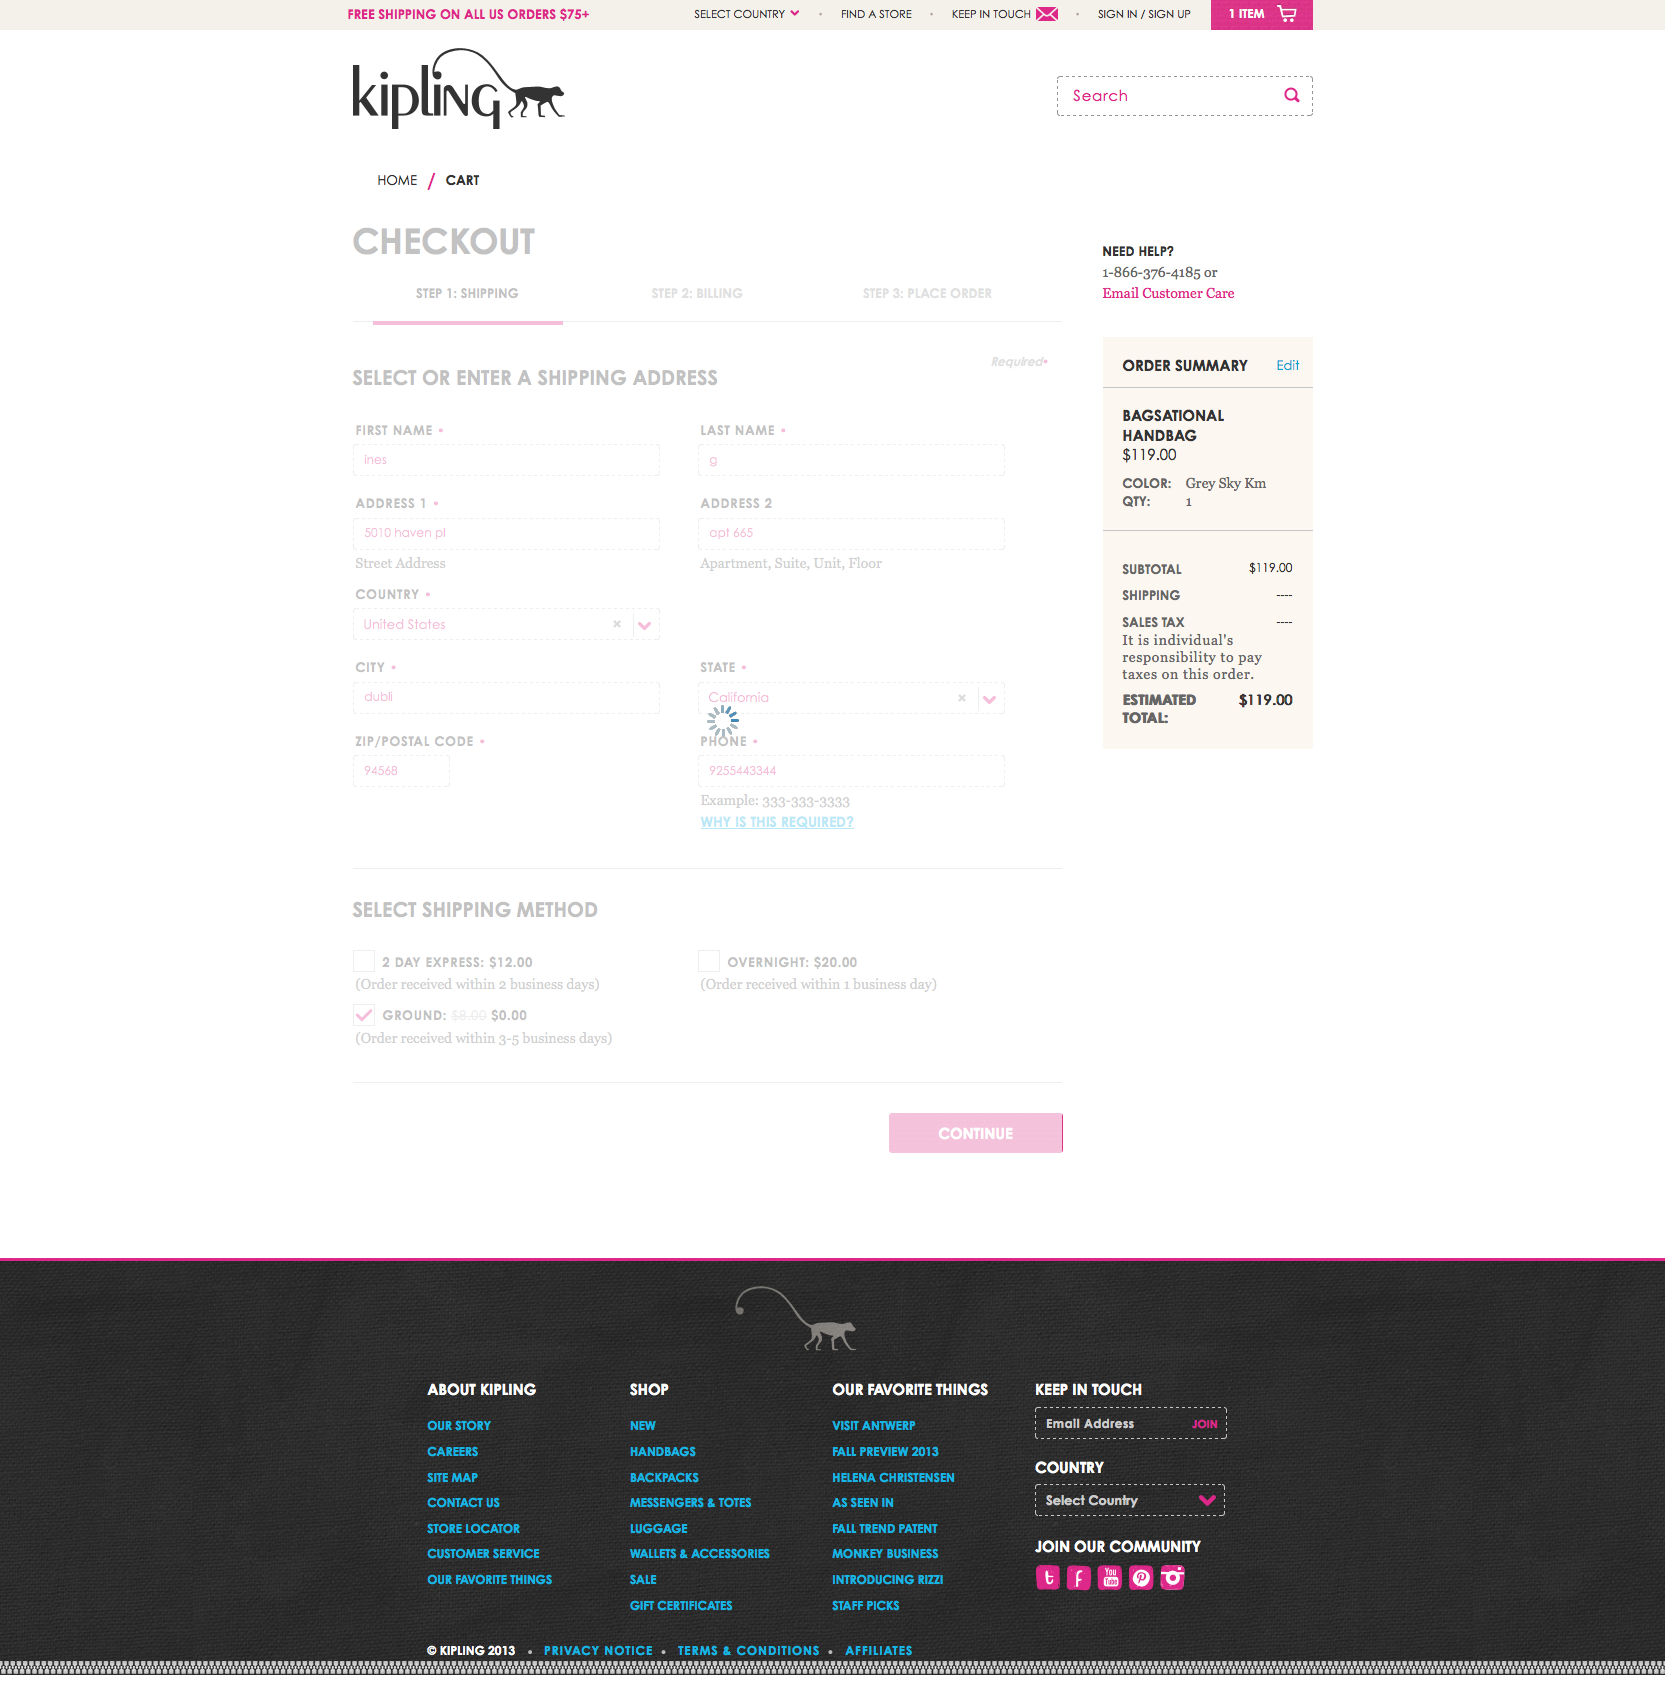 FREE SHIPPING ON ALL US ORDERS $75+ SELECT COUNTRY • FIND A STORE • KEEP IN TOUCH • SIGN IN / SIGN UP 1 ITEM
kipling
Search
HOME / CART
CHECKOUT
STEP 1: SHIPPING STEP 2: BILLING STEP 3: PLACE ORDER
Required•
SELECT OR ENTER A SHIPPING ADDRESS
FIRST NAME • LAST NAME •
ines g
ADDRESS 1 • ADDRESS 2
5010 haven pl apt 665
Street Address Apartment, Suite, Unit, Floor
COUNTRY •
United States
CITY • STATE •
dubli California
ZIP/POSTAL CODE • PHONE •
94568 9255443344
Example: 333-333-3333
WHY IS THIS REQUIRED?
SELECT SHIPPING METHOD
2 DAY EXPRESS: $12.00 OVERNIGHT: $20.00
(Order received within 2 business days) (Order received within 1 business day)
GROUND: $8.00 $0.00
(Order received within 3-5 business days)
CONTINUE
NEED HELP?
1-866-376-4185 or
Email Customer Care
ORDER SUMMARY Edit
BAGSATIONAL
HANDBAG
$119.00
COLOR: Grey Sky Km
QTY: 1
SUBTOTAL $119.00
SHIPPING ----
SALES TAX ----
It is individual's
responsibility to pay
taxes on this order.
ESTIMATED $119.00
TOTAL:
ABOUT KIPLING
OUR STORY
CAREERS
SITE MAP
CONTACT US
STORE LOCATOR
CUSTOMER SERVICE
OUR FAVORITE THINGS
SHOP
NEW
HANDBAGS
BACKPACKS
MESSENGERS & TOTES
LUGGAGE
WALLETS & ACCESSORIES
SALE
GIFT CERTIFICATES
OUR FAVORITE THINGS
VISIT ANTWERP
FALL PREVIEW 2013
HELENA CHRISTENSEN
AS SEEN IN
FALL TREND PATENT
MONKEY BUSINESS
INTRODUCING RIZZI
STAFF PICKS
KEEP IN TOUCH
Email Address JOIN
COUNTRY
Select Country
JOIN OUR COMMUNITY
You Tube
© KIPLING 2013 • PRIVACY NOTICE • TERMS & CONDITIONS • AFFILIATES